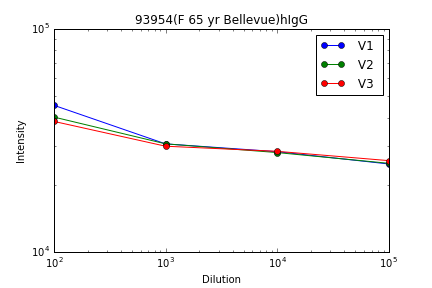 93954(F 65 yr Bellevue)hIgG
10^5
V1
V2
V3
Intensity
10^4
10^2
10^3
10^4
10^5
Dilution